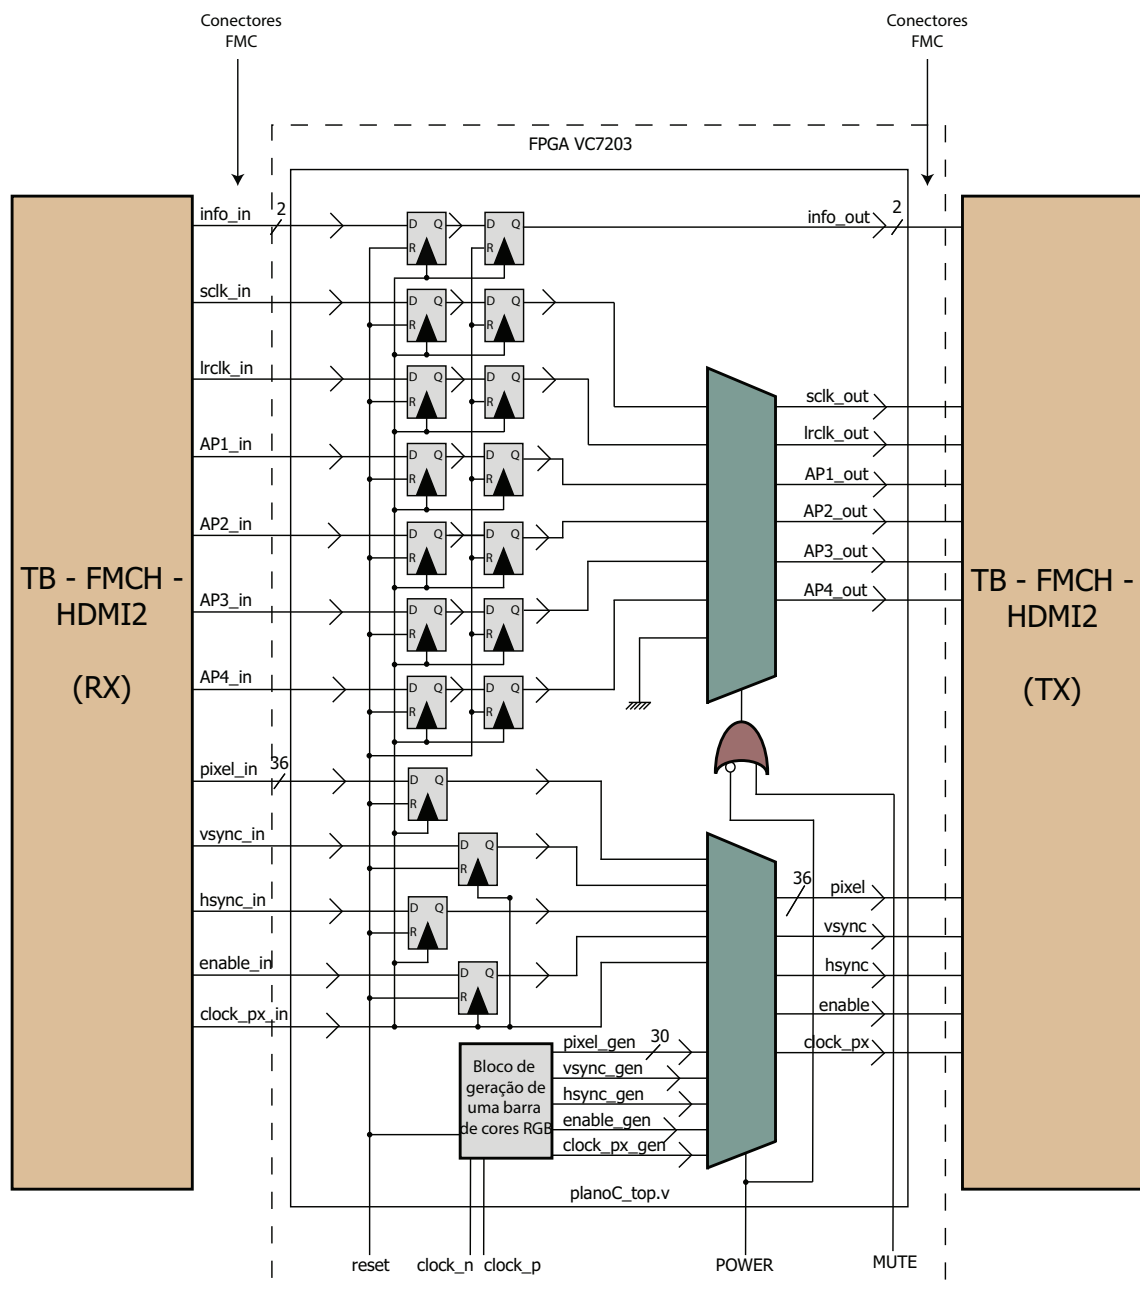 Conectores
FMC
Conectores
FMC
FPGA VC7203
TB - FMCH -
HDMI2
(RX)
info_in
2
sclk_in
lrclk_in
AP1_in
AP2_in
AP3_in
AP4_in
pixel_in
36
vsync_in
hsync_in
enable_in
clock_px_in
D Q
R
D Q
R
D Q
R
D Q
R
D Q
R
D Q
R
D Q
R
D Q
R
D Q
R
D Q
R
D Q
R
D Q
R
D Q
R
D Q
R
D Q
R
D Q
R
D Q
R
D Q
R
Bloco de
geração de
uma barra
de cores RGB
pixel_gen
30
vsync_gen
hsync_gen
enable_gen
clock_px_gen
info_out
2
sclk_out
lrclk_out
AP1_out
AP2_out
AP3_out
AP4_out
36
pixel
vsync
hsync
enable
clock_px
TB - FMCH -
HDMI2
(TX)
planoC_top.v
reset
clock_n
clock_p
POWER
MUTE